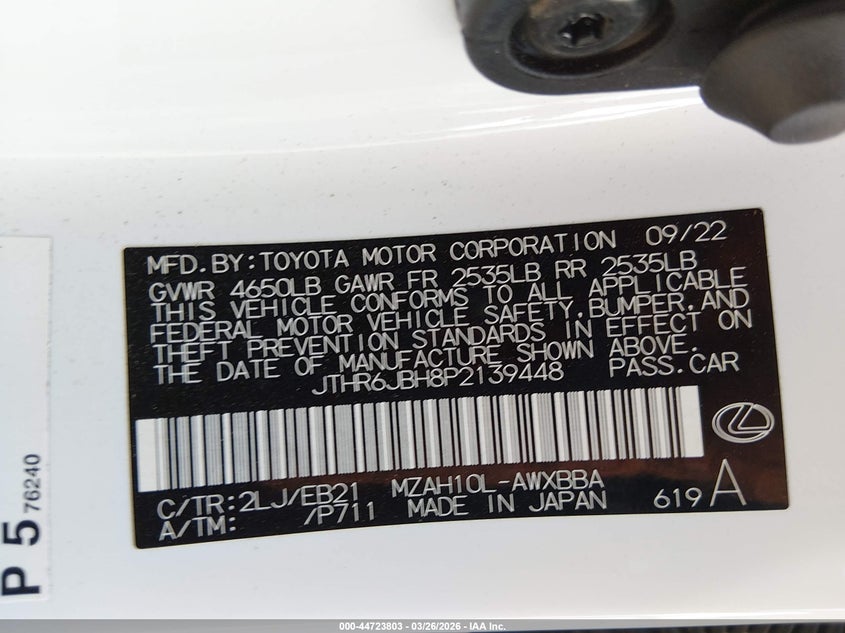 MFD. BY: TOYOTA MOTOR CORPORATION 09/22
GVWR 4650LB GAWR FR 2535LB RR 2535LB
THIS VEHICLE CONFORMS TO ALL APPLICABLE
FEDERAL MOTOR VEHICLE SAFETY, BUMPER, AND
THEFT PREVENTION STANDARDS IN EFFECT ON
THE DATE OF MANUFACTURE SHOWN ABOVE.
JTHR6JBH8P2139448 PASS. CAR
C/TR: 2LJ/EB21 MZAH10L-AWXBBA
A/TM: /P711 MADE IN JAPAN 619 A
P 5 76240
000-44723803 | 03/26/2026 - IAA Inc.